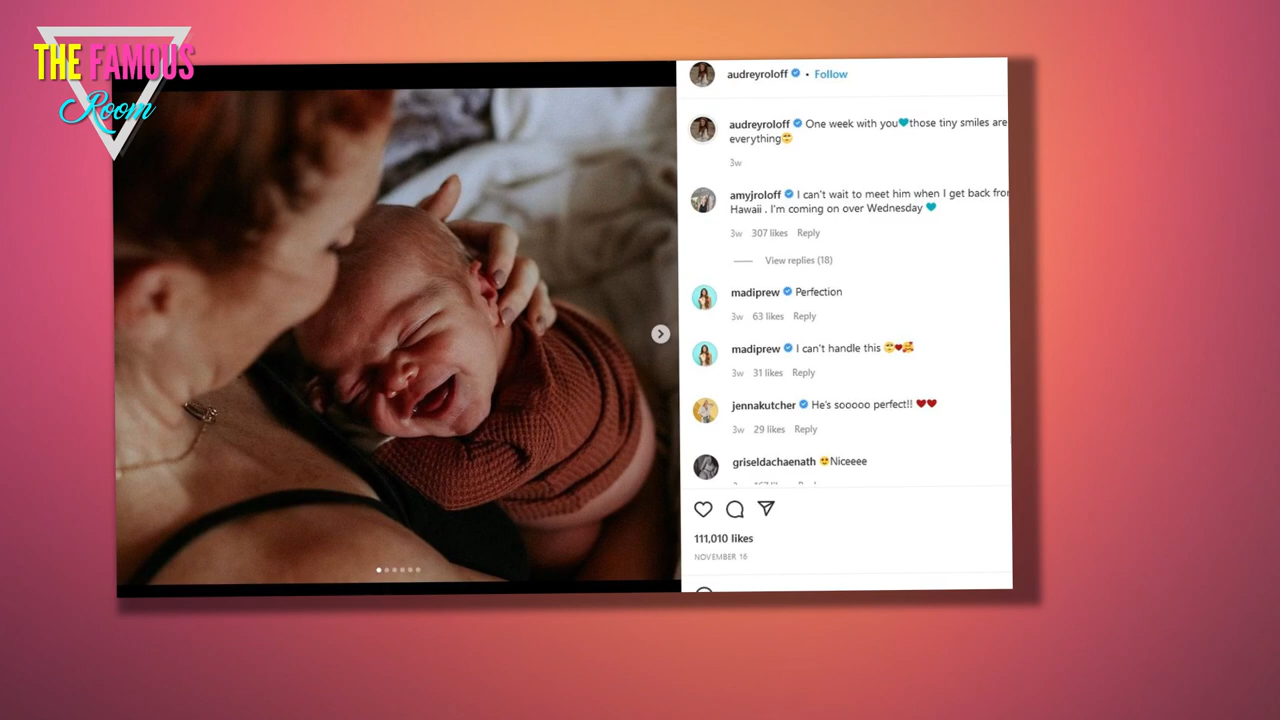 THE FAMOUS
Room
audreyroloff • Follow
audreyroloff One week with you💙those tiny smiles are
everything🥰
3w
amyjroloff I can't wait to meet him when I get back
Hawaii . I'm coming on over Wednesday 💙
3w 307 likes Reply
View replies (18)
madiprew Perfection
3w 63 likes Reply
madiprew I can't handle this 🥲❤️🥰
3w 31 likes Reply
jennakutcher He's sooooo perfect!! ❤️❤️
3w 29 likes Reply
griseldachaenath 😍Niceeee
111,010 likes
NOVEMBER 16